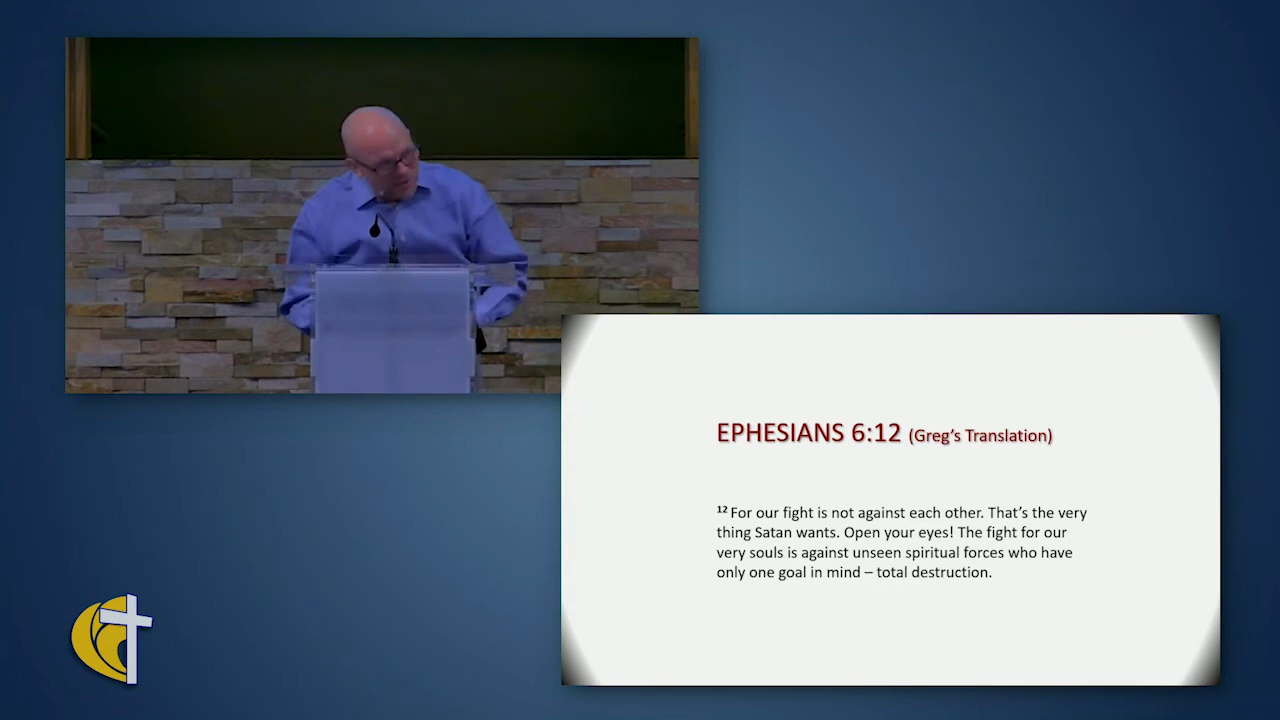 EPHESIANS 6:12 (Greg's Translation)
12 For our fight is not against each other. That's the very
thing Satan wants. Open your eyes! The fight for our
very souls is against unseen spiritual forces who have
only one goal in mind – total destruction.